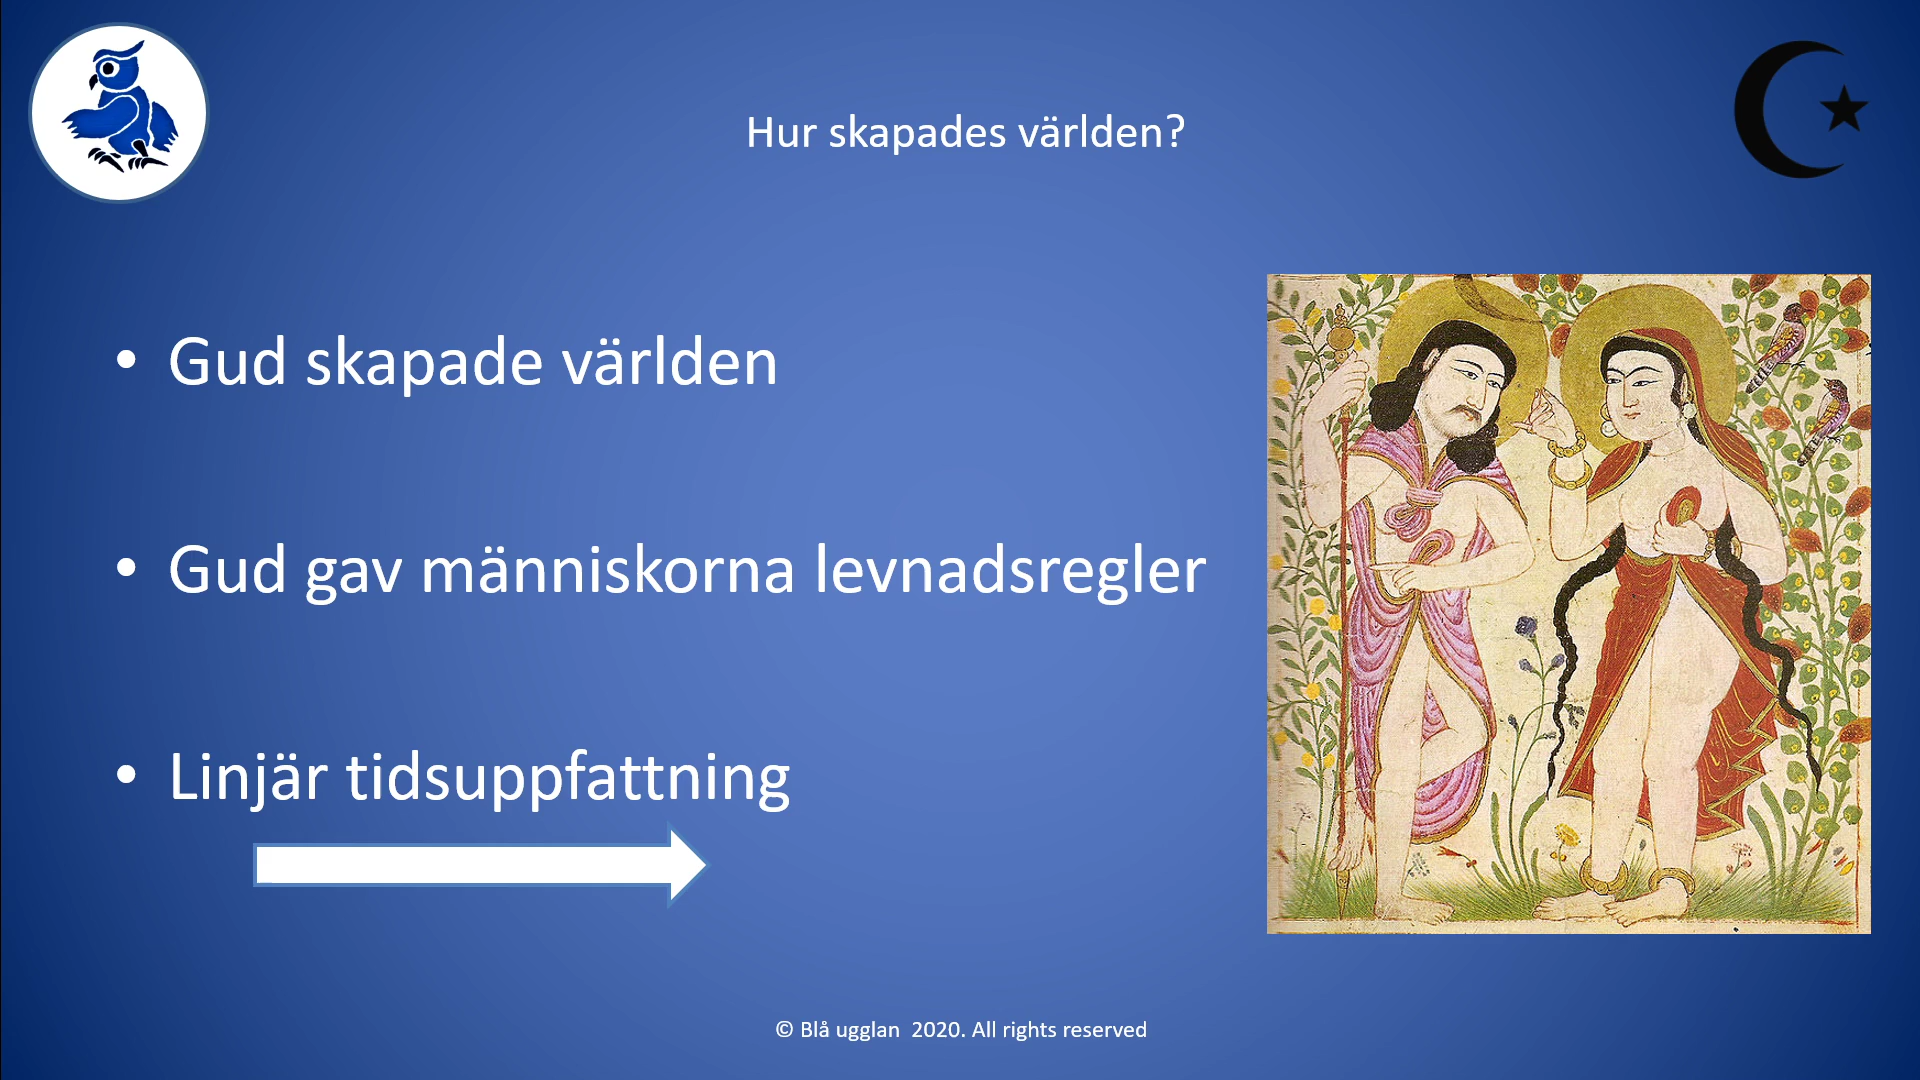 Hur skapades världen?
• Gud skapade världen
• Gud gav människorna levnadsregler
• Linjär tidsuppfattning
© Blå ugglan 2020. All rights reserved